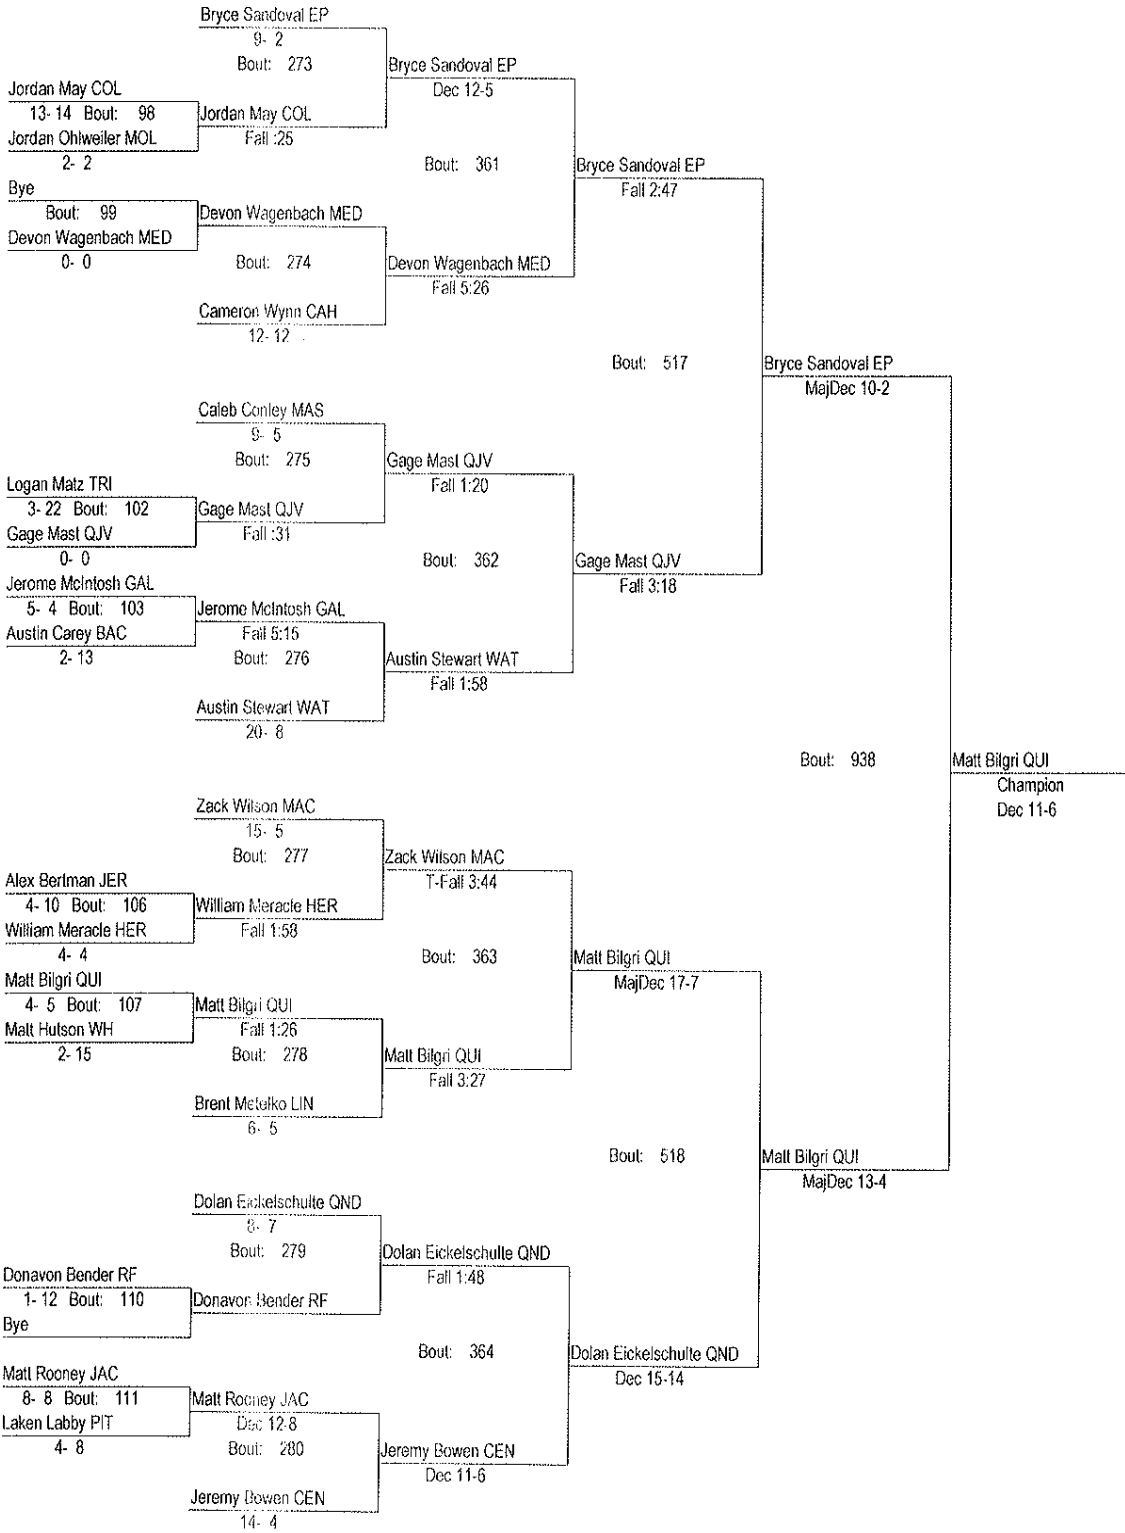 Bryce Sandoval EP
9- 2
Bout: 273
Bryce Sandoval EP
Dec 12-5
Jordan May COL
13- 14 Bout: 98
Jordan May COL
Fall :25
Jordan Ohlweiler MOL
2- 2
Bout: 361
Bryce Sandoval EP
Fall 2:47
Bye
Bout: 99
Devon Wagenbach MED
Devon Wagenbach MED
0- 0
Bout: 274
Devon Wagenbach MED
Fall 5:26
Cameron Wynn CAH
12- 12
Bout: 517
Bryce Sandoval EP
MajDec 10-2
Caleb Conley MAS
9- 5
Bout: 275
Gage Mast QJV
Fall 1:20
Logan Matz TRI
3- 22 Bout: 102
Gage Mast QJV
Fall :31
Gage Mast QJV
0- 0
Bout: 362
Gage Mast QJV
Fall 3:18
Jerome McIntosh GAL
5- 4 Bout: 103
Jerome McIntosh GAL
Fall 5:15
Austin Carey BAC
2- 13
Bout: 276
Austin Stewart WAT
Fall 1:58
Austin Stewart WAT
20- 8
Bout: 938
Matt Bilgri QUI
Champion
Dec 11-6
Zack Wilson MAC
15- 5
Bout: 277
Zack Wilson MAC
T-Fall 3:44
Alex Bertman JER
4- 10 Bout: 106
William Meracle HER
Fall 1:58
William Meracle HER
4- 4
Bout: 363
Matt Bilgri QUI
MajDec 17-7
Matt Bilgri QUI
4- 5 Bout: 107
Matt Bilgri QUI
Fall 1:26
Matt Hutson WH
2- 15
Bout: 278
Matt Bilgri QUI
Fall 3:27
Brent Metelko LIN
6- 5
Bout: 518
Matt Bilgri QUI
MajDec 13-4
Dolan Eickelschulte QND
8- 7
Bout: 279
Dolan Eickelschulte QND
Fall 1:48
Donavon Bender RF
1- 12 Bout: 110
Donavon Bender RF
Bye
Bout: 364
Dolan Eickelschulte QND
Dec 15-14
Matt Rooney JAC
8- 8 Bout: 111
Matt Rooney JAC
Dec 12-8
Laken Labby PIT
4- 8
Bout: 280
Jeremy Bowen CEN
Dec 11-6
Jeremy Bowen CEN
14- 4